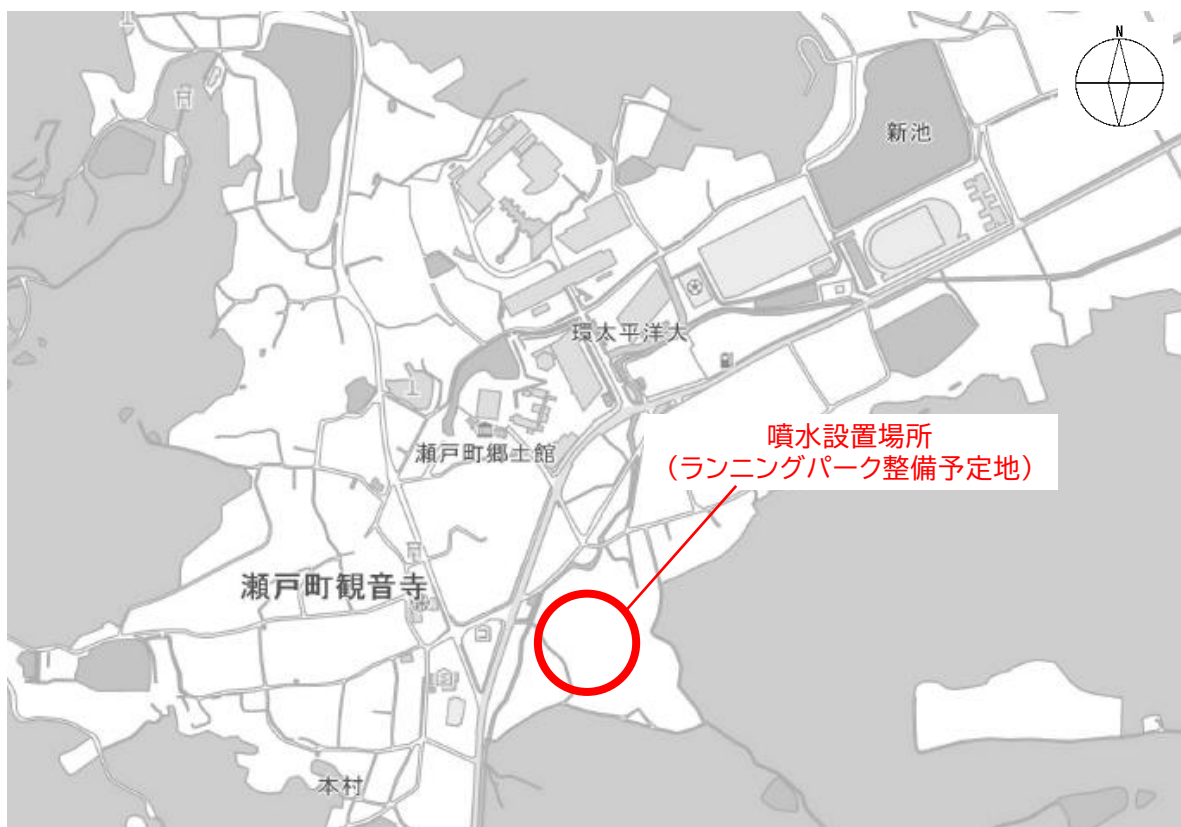 N
新池
環太平洋大
噴水設置場所
（ランニングパーク整備予定地）
瀬戸町郷土館
瀬戸町観音寺
本村